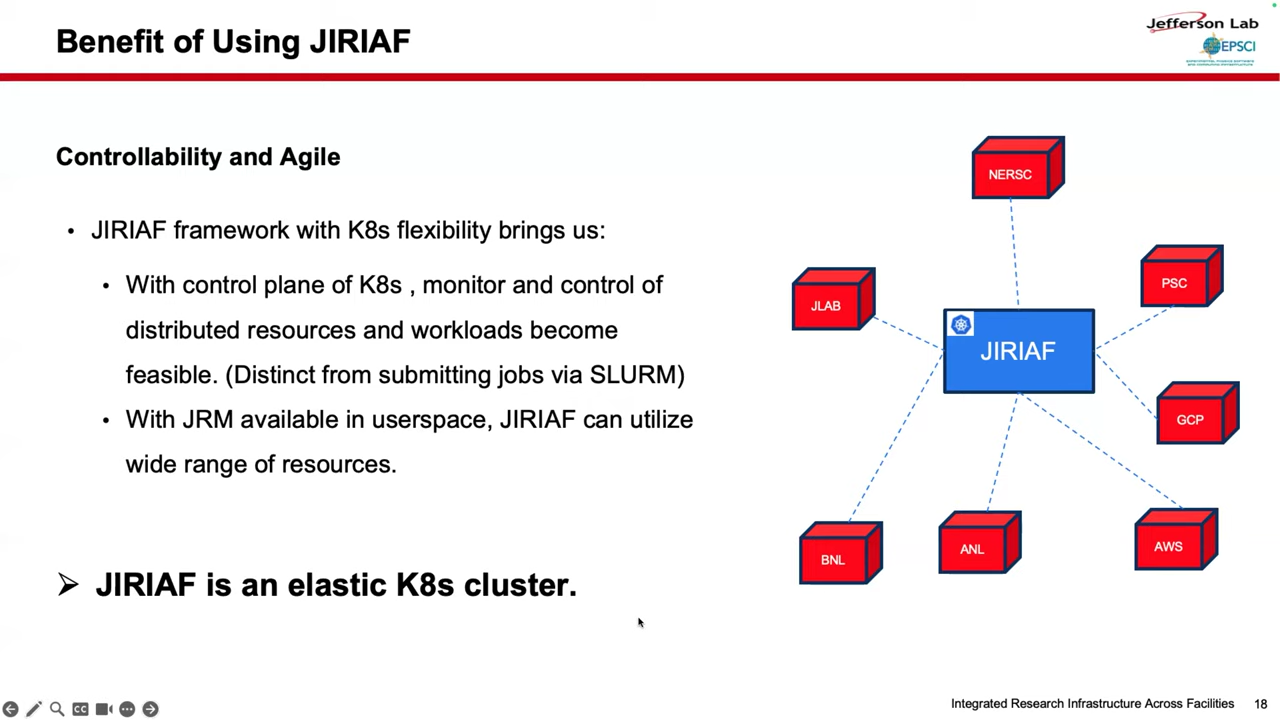 Benefit of Using JIRIAF
Jefferson Lab
EPSCI
Controllability and Agile
• JIRIAF framework with K8s flexibility brings us:
• With control plane of K8s , monitor and control of
distributed resources and workloads become
feasible. (Distinct from submitting jobs via SLURM)
• With JRM available in userspace, JIRIAF can utilize
wide range of resources.
➢ JIRIAF is an elastic K8s cluster.
NERSC
PSC
JLAB
JIRIAF
GCP
BNL
ANL
AWS
CC
Integrated Research Infrastructure Across Facilities 18